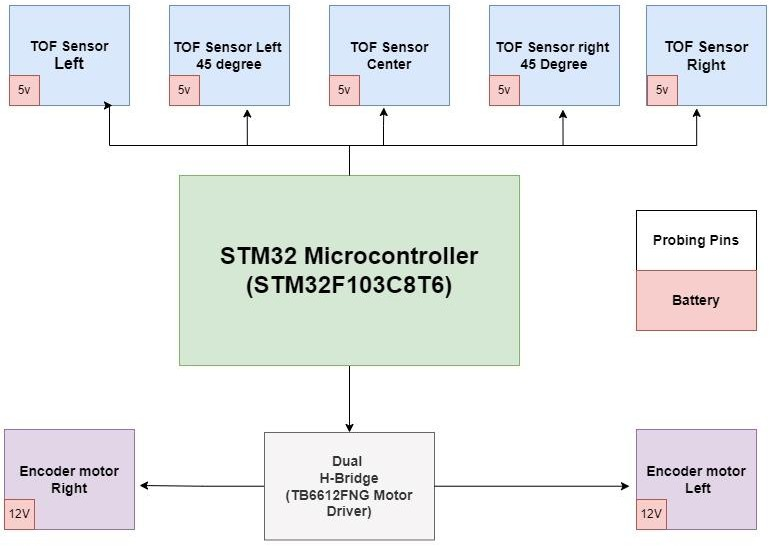 TOF Sensor
Left
5v
TOF Sensor Left
45 degree
5v
TOF Sensor
Center
5v
TOF Sensor right
45 Degree
5v
TOF Sensor
Right
5v
STM32 Microcontroller
(STM32F103C8T6)
Probing Pins
Battery
Encoder motor
Right
12V
Dual
H-Bridge
(TB6612FNG Motor
Driver)
Encoder motor
Left
12V